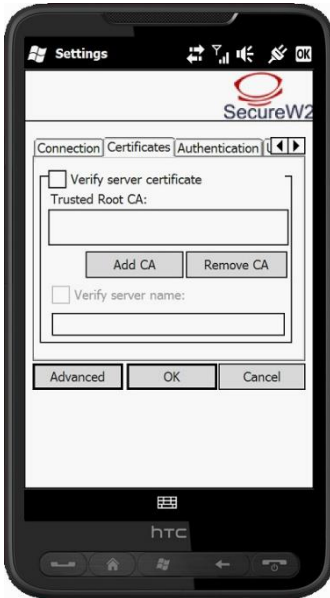 Settings OK
SecureW2
Connection Certificates Authentication
Verify server certificate
Trusted Root CA:
Add CA Remove CA
Verify server name:
Advanced OK Cancel
hTC